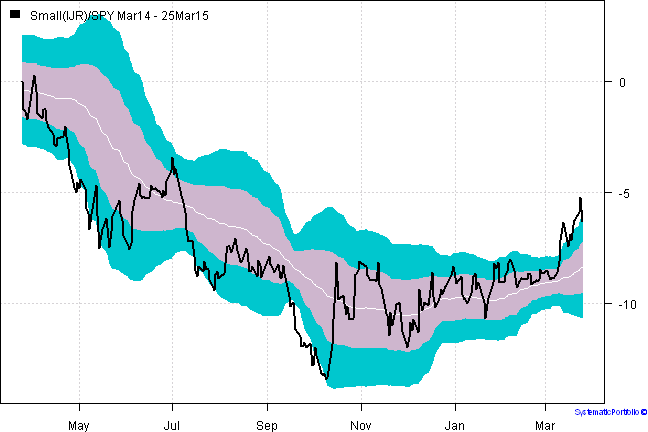 Small(IJR)/SPY Mar14 - 25Mar15
0
-5
-10
May Jul Sep Nov Jan Mar
SystematicPortfolio ©